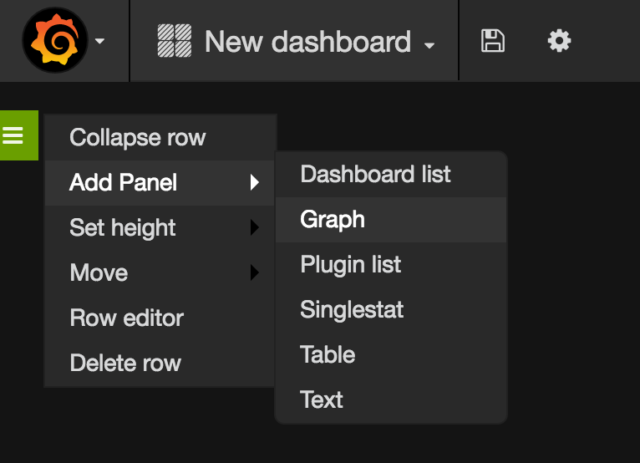 New dashboard
Collapse row
Add Panel
Set height
Move
Row editor
Delete row
Dashboard list
Graph
Plugin list
Singlestat
Table
Text